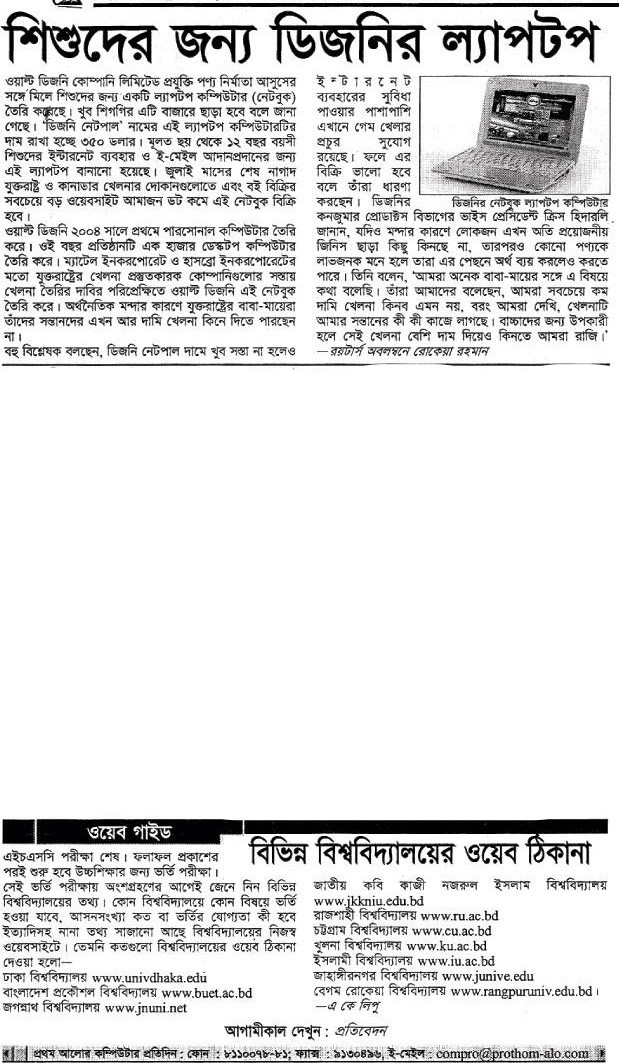 শিশুদের জন্য ডিজনির ল্যাপটপ
ওয়াল্ট ডিজনি কোম্পানি লিমিটেড প্রযুক্তি পণ্য নির্মাতা আসুসের
সঙ্গে মিলে শিশুদের জন্য একটি ল্যাপটপ কম্পিউটার (নেটবুক)
তৈরি করেছে। খুব শিগগির এটি বাজারে ছাড়া হবে বলে জানা
গেছে। ‘ডিজনি নেটপাল’ নামের এই ল্যাপটপ কম্পিউটারটির
দাম রাখা হচ্ছে ৩৫০ ডলার। মূলত ছয় থেকে ১২ বছর বয়সী
শিশুদের ইন্টারনেট ব্যবহার ও ই-মেইল আদানপ্রদানের জন্য
এই ল্যাপটপ বানানো হয়েছে। জুলাই মাসের শেষ নাগাদ
যুক্তরাষ্ট্র ও কানাডার খেলনার দোকানগুলোতে এবং বই বিক্রির
সবচেয়ে বড় ওয়েবসাইট আমাজন ডট কমে এই নেটবুক বিক্রি
হবে।
ওয়াল্ট ডিজনি ২০০৪ সালে প্রথমে পারসোনাল কম্পিউটার তৈরি
করে। ওই বছর প্রতিষ্ঠানটি এক হাজার ডেস্কটপ কম্পিউটার
তৈরি করে। ম্যাটেল ইনকরপোরেট ও হাসব্রো ইনকরপোরেটের
মতো যুক্তরাষ্ট্রের খেলনা প্রস্তুতকারক কোম্পানিগুলোর সস্তায়
খেলনা তৈরির দাবির পরিপ্রেক্ষিতে ওয়াল্ট ডিজনি এই নেটবুক
তৈরি করে। অর্থনৈতিক মন্দার কারণে যুক্তরাষ্ট্রের বাবা-মায়েরা
তাঁদের সন্তানদের এখন আর দামি খেলনা কিনে দিতে পারছেন
না।
বহু বিশ্লেষক বলছেন, ডিজনি নেটপাল দামে খুব সস্তা না হলেও
ইন্টারনেট
ব্যবহারের সুবিধা
পাওয়ার পাশাপাশি
এখানে গেম খেলার
প্রচুর সুযোগ
রয়েছে। ফলে এর
বিক্রি ভালো হবে
বলে তাঁরা ধারণা
করছেন। ডিজনির
ডিজনির নেটবুক ল্যাপটপ কম্পিউটার
কনজুমার প্রোডাক্টস বিভাগের ভাইস প্রেসিডেন্ট ক্রিস হিদারলি
জানান, যদিও মন্দার কারণে লোকজন এখন অতি প্রয়োজনীয়
জিনিস ছাড়া কিছু কিনছে না, তারপরও কোনো পণ্যকে
লাভজনক মনে হলে তারা এর পেছনে অর্থ ব্যয় করলেও করতে
পারে। তিনি বলেন, ‘আমরা অনেক বাবা-মায়ের সঙ্গে এ বিষয়ে
কথা বলেছি। তাঁরা আমাদের বলেছেন, আমরা সবচেয়ে কম
দামি খেলনা কিনব এমন নয়, বরং আমরা দেখি, খেলনাটি
আমার সন্তানের কী কী কাজে লাগছে। বাচ্চাদের জন্য উপকারী
হলে সেই খেলনা বেশি দাম দিয়েও কিনতে আমরা রাজি।’
—রয়টার্স অবলম্বনে রোকেয়া রহমান
ওয়েব গাইড
বিভিন্ন বিশ্ববিদ্যালয়ের ওয়েব ঠিকানা
এইচএসসি পরীক্ষা শেষ। ফলাফল প্রকাশের
পরই শুরু হবে উচ্চশিক্ষার জন্য ভর্তি পরীক্ষা।
সেই ভর্তি পরীক্ষায় অংশগ্রহণের আগেই জেনে নিন বিভিন্ন
বিশ্ববিদ্যালয়ের তথ্য। কোন বিশ্ববিদ্যালয়ে কোন বিষয়ে ভর্তি
হওয়া যাবে, আসনসংখ্যা কত বা ভর্তির যোগ্যতা কী হবে
ইত্যাদিসহ নানা তথ্য সাজানো আছে বিশ্ববিদ্যালয়ের নিজস্ব
ওয়েবসাইটে। তেমনি কতগুলো বিশ্ববিদ্যালয়ের ওয়েব ঠিকানা
দেওয়া হলো—
ঢাকা বিশ্ববিদ্যালয় www.univdhaka.edu
বাংলাদেশ প্রকৌশল বিশ্ববিদ্যালয় www.buet.ac.bd
জগন্নাথ বিশ্ববিদ্যালয় www.jnuni.net
জাতীয় কবি কাজী নজরুল ইসলাম বিশ্ববিদ্যালয়
www.jkkniu.edu.bd
রাজশাহী বিশ্ববিদ্যালয় www.ru.ac.bd
চট্টগ্রাম বিশ্ববিদ্যালয় www.cu.ac.bd
খুলনা বিশ্ববিদ্যালয় www.ku.ac.bd
ইসলামী বিশ্ববিদ্যালয় www.iu.ac.bd
জাহাঙ্গীরনগর বিশ্ববিদ্যালয় www.junive.edu
বেগম রোকেয়া বিশ্ববিদ্যালয় www.rangpuruniv.edu.bd।
—এ কে লিপু
আগামীকাল দেখুন : প্রতিবেদন
প্রথম আলোর কম্পিউটার প্রতিদিন : ফোন : ৮১১০০৭৮-৮১; ফ্যাক্স : ৯১৩০৪৯৬, ই-মেইল : compro@prothom-alo.com